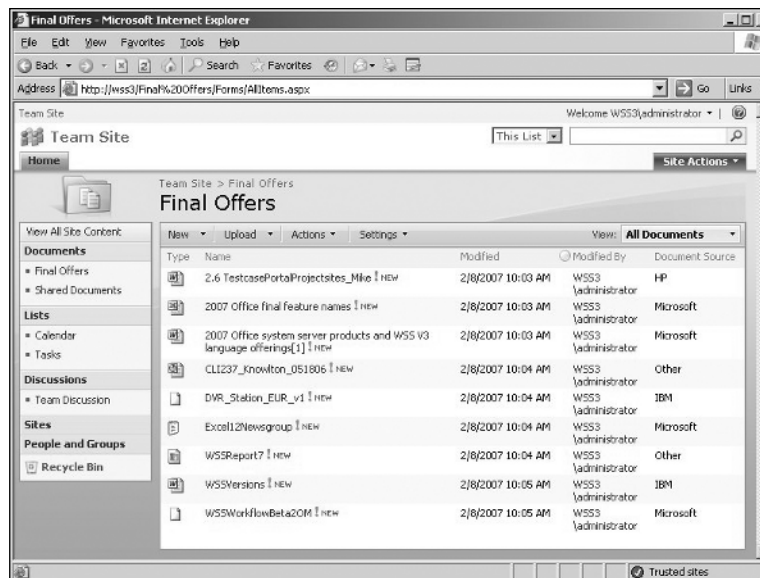 Final Offers - Microsoft Internet Explorer
File Edit View Favorites Tools Help
Back Search Favorites
Address http://wss3/Final%20Offers/Forms/AllItems.aspx Go Links
Team Site Welcome WSS3\administrator
Team Site This List
Home Site Actions
Team Site > Final Offers
Final Offers
View All Site Content
Documents
Final Offers
Shared Documents
Lists
Calendar
Tasks
Discussions
Team Discussion
Sites
People and Groups
Recycle Bin
New Upload Actions Settings View: All Documents
Type Name Modified Modified By Document Source
2.6 TestcasePortalProjectsites_Mike ! NEW 2/8/2007 10:03 AM WSS3 HP
\administrator
2007 Office final feature names ! NEW 2/8/2007 10:03 AM WSS3 Microsoft
\administrator
2007 Office system server products and WSS V3 2/8/2007 10:03 AM WSS3 Microsoft
language offerings[1] ! NEW \administrator
CLI237_Knowlton_051806 ! NEW 2/8/2007 10:04 AM WSS3 Other
\administrator
DVR_Station_EUR_v1 ! NEW 2/8/2007 10:04 AM WSS3 IBM
\administrator
Excel12Newsgroup ! NEW 2/8/2007 10:04 AM WSS3 Microsoft
\administrator
WSSReport7 ! NEW 2/8/2007 10:04 AM WSS3 Other
\administrator
WSSVersions ! NEW 2/8/2007 10:05 AM WSS3 IBM
\administrator
WSSWorkflowBeta2OM ! NEW 2/8/2007 10:05 AM WSS3 Microsoft
\administrator
Trusted sites